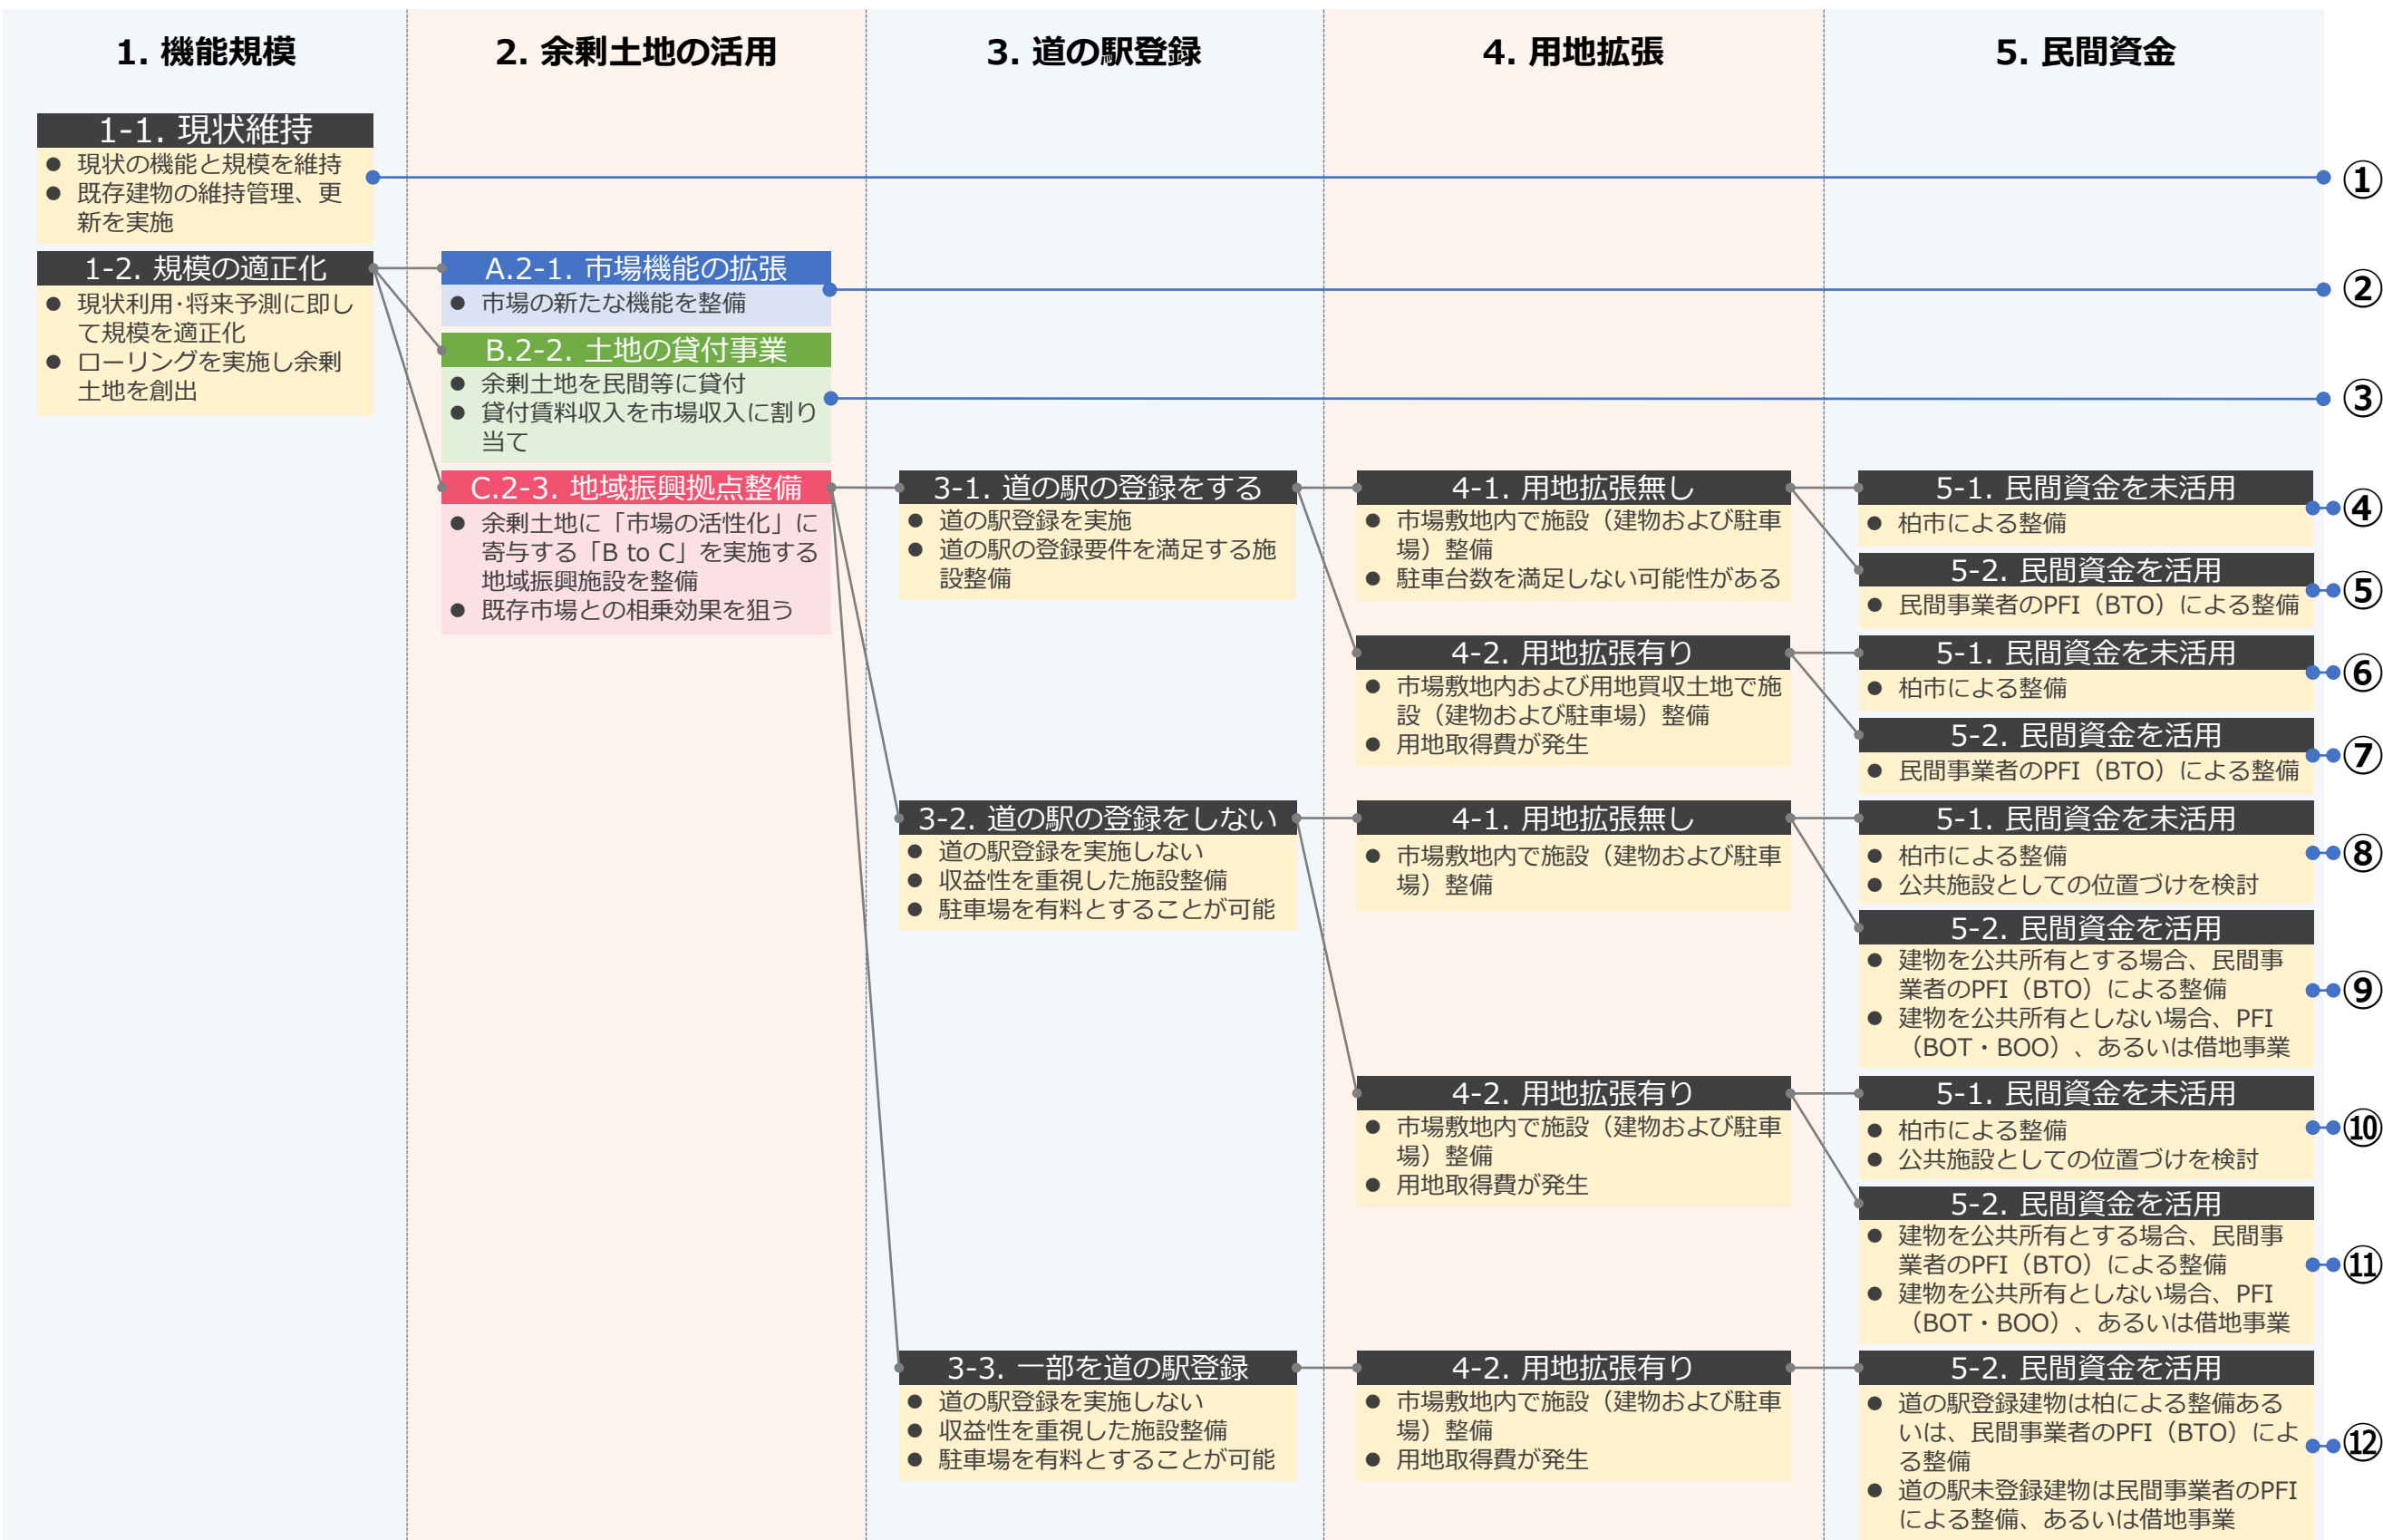 1. 機能規模
2. 余剰土地の活用
3. 道の駅登録
4. 用地拡張
5. 民間資金
1-1. 現状維持
● 現状の機能と規模を維持
● 既存建物の維持管理、更
新を実施
①
1-2. 規模の適正化
● 現状利用･将来予測に即し
て規模を適正化
● ローリングを実施し余剰
土地を創出
A.2-1. 市場機能の拡張
● 市場の新たな機能を整備
②
B.2-2. 土地の貸付事業
● 余剰土地を民間等に貸付
● 貸付賃料収入を市場収入に割り
当て
③
C.2-3. 地域振興拠点整備
● 余剰土地に「市場の活性化」に
寄与する「B to C」を実施する
地域振興施設を整備
● 既存市場との相乗効果を狙う
3-1. 道の駅の登録をする
● 道の駅登録を実施
● 道の駅の登録要件を満足する施
設整備
4-1. 用地拡張無し
● 市場敷地内で施設（建物および駐車
場）整備
● 駐車台数を満足しない可能性がある
5-1. 民間資金を未活用
● 柏市による整備
④
5-2. 民間資金を活用
● 民間事業者のPFI（BTO）による整備
⑤
4-2. 用地拡張有り
● 市場敷地内および用地買収土地で施
設（建物および駐車場）整備
● 用地取得費が発生
5-1. 民間資金を未活用
● 柏市による整備
⑥
5-2. 民間資金を活用
● 民間事業者のPFI（BTO）による整備
⑦
3-2. 道の駅の登録をしない
● 道の駅登録を実施しない
● 収益性を重視した施設整備
● 駐車場を有料とすることが可能
4-1. 用地拡張無し
● 市場敷地内で施設（建物および駐車
場）整備
5-1. 民間資金を未活用
● 柏市による整備
● 公共施設としての位置づけを検討
⑧
5-2. 民間資金を活用
● 建物を公共所有とする場合、民間事
業者のPFI（BTO）による整備
● 建物を公共所有としない場合、PFI
（BOT・BOO）、あるいは借地事業
⑨
4-2. 用地拡張有り
● 市場敷地内で施設（建物および駐車
場）整備
● 用地取得費が発生
5-1. 民間資金を未活用
● 柏市による整備
● 公共施設としての位置づけを検討
⑩
5-2. 民間資金を活用
● 建物を公共所有とする場合、民間事
業者のPFI（BTO）による整備
● 建物を公共所有としない場合、PFI
（BOT・BOO）、あるいは借地事業
⑪
3-3. 一部を道の駅登録
● 道の駅登録を実施しない
● 収益性を重視した施設整備
● 駐車場を有料とすることが可能
4-2. 用地拡張有り
● 市場敷地内で施設（建物および駐車
場）整備
● 用地取得費が発生
5-2. 民間資金を活用
● 道の駅登録建物は柏による整備ある
いは、民間事業者のPFI（BTO）によ
る整備
● 道の駅未登録建物は民間事業者のPFI
による整備、あるいは借地事業
⑫